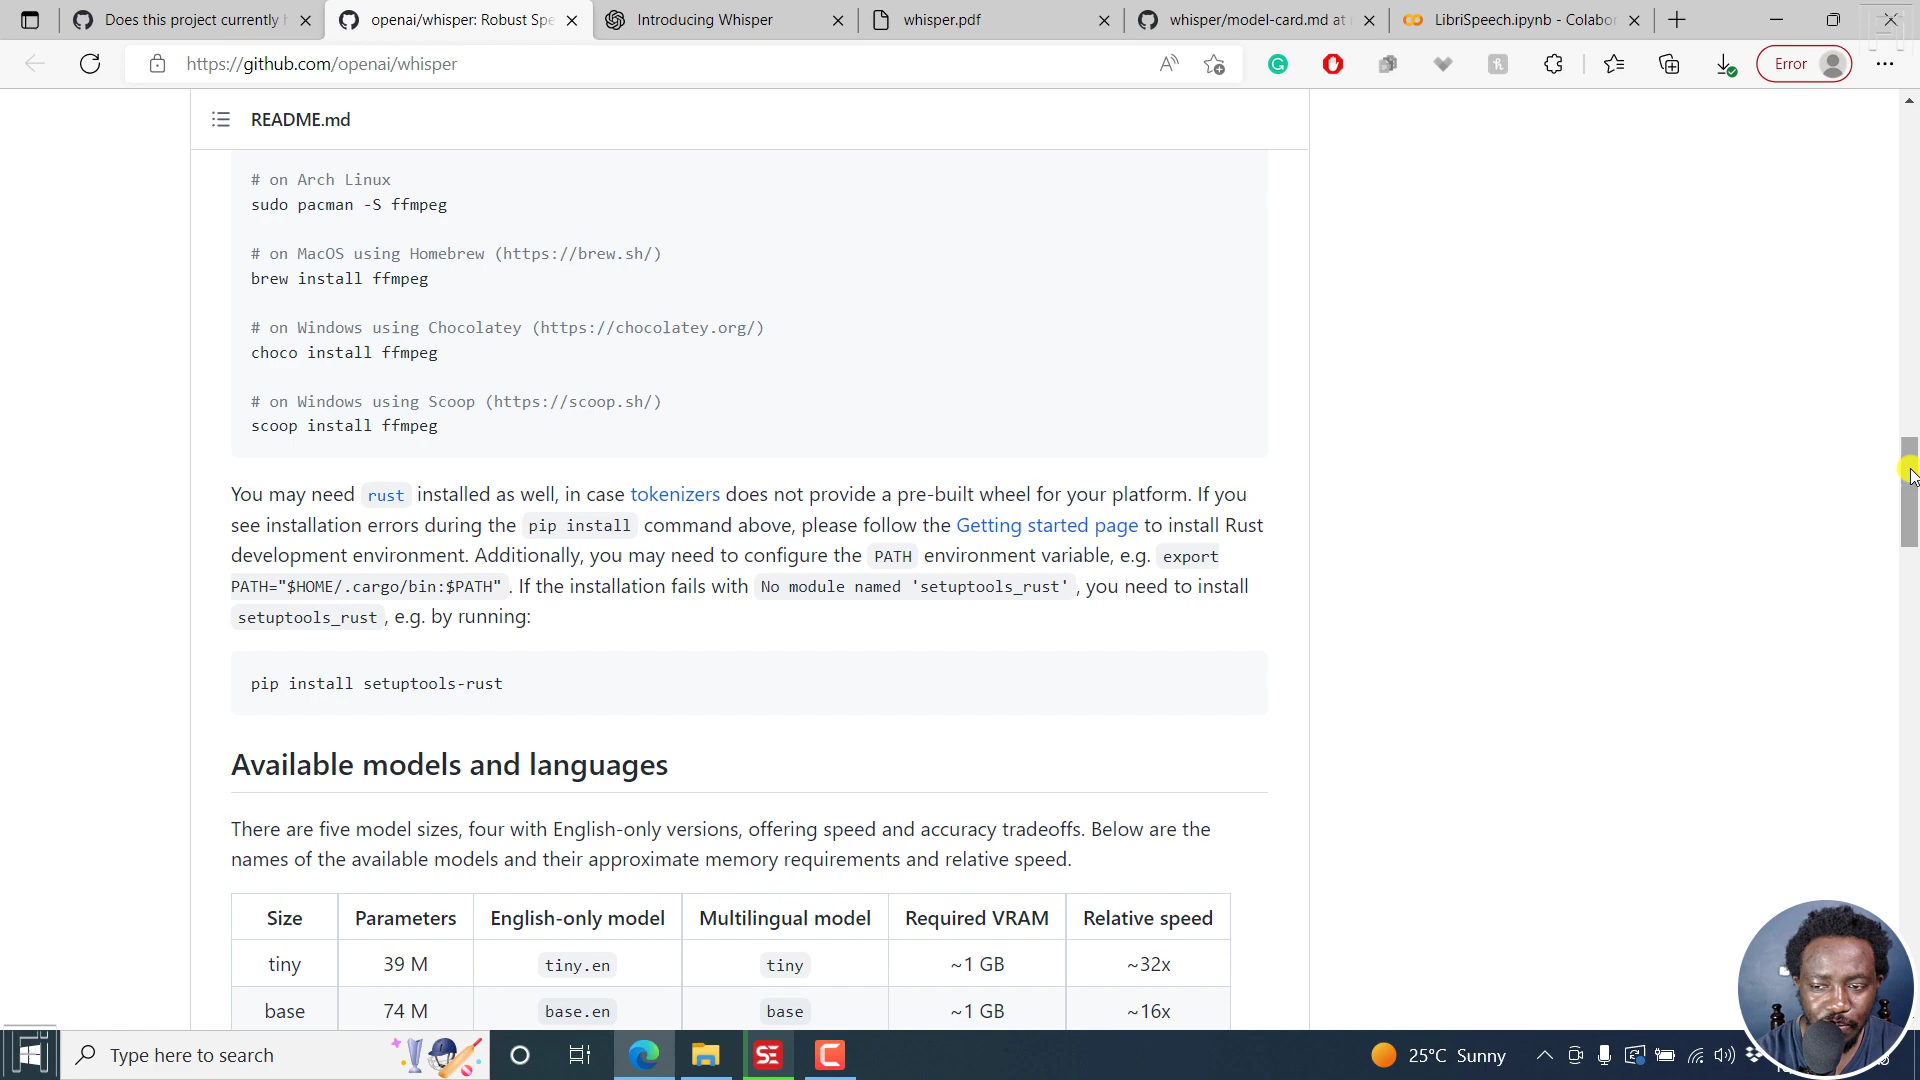 Does this project currently h
openai/whisper: Robust Spe
Introducing Whisper
whisper.pdf
whisper/model-card.md at
LibriSpeech.ipynb - Colabor
https://github.com/openai/whisper
Error
README.md
# on Arch Linux
sudo pacman -S ffmpeg
# on MacOS using Homebrew (https://brew.sh/)
brew install ffmpeg
# on Windows using Chocolatey (https://chocolatey.org/)
choco install ffmpeg
# on Windows using Scoop (https://scoop.sh/)
scoop install ffmpeg
You may need rust installed as well, in case tokenizers does not provide a pre-built wheel for your platform. If you
see installation errors during the pip install command above, please follow the Getting started page to install Rust
development environment. Additionally, you may need to configure the PATH environment variable, e.g. export
PATH="$HOME/.cargo/bin:$PATH" . If the installation fails with No module named 'setuptools_rust' , you need to install
setuptools_rust , e.g. by running:
pip install setuptools-rust
Available models and languages
There are five model sizes, four with English-only versions, offering speed and accuracy tradeoffs. Below are the
names of the available models and their approximate memory requirements and relative speed.
Size Parameters English-only model Multilingual model Required VRAM Relative speed
tiny 39 M tiny.en tiny ~1 GB ~32x
base 74 M base.en base ~1 GB ~16x
Type here to search
25°C Sunny